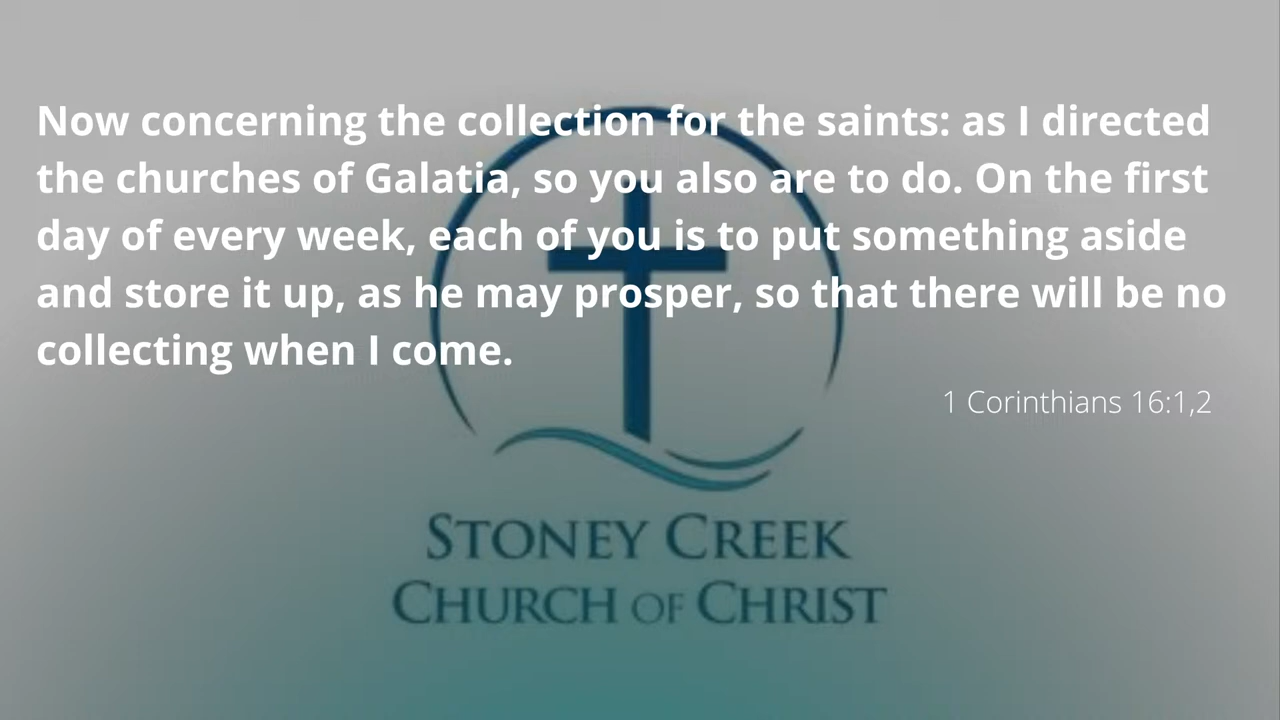 Now concerning the collection for the saints: as I directed
the churches of Galatia, so you also are to do. On the first
day of every week, each of you is to put something aside
and store it up, as he may prosper, so that there will be no
collecting when I come.
1 Corinthians 16:1,2
STONEY CREEK
CHURCH OF CHRIST